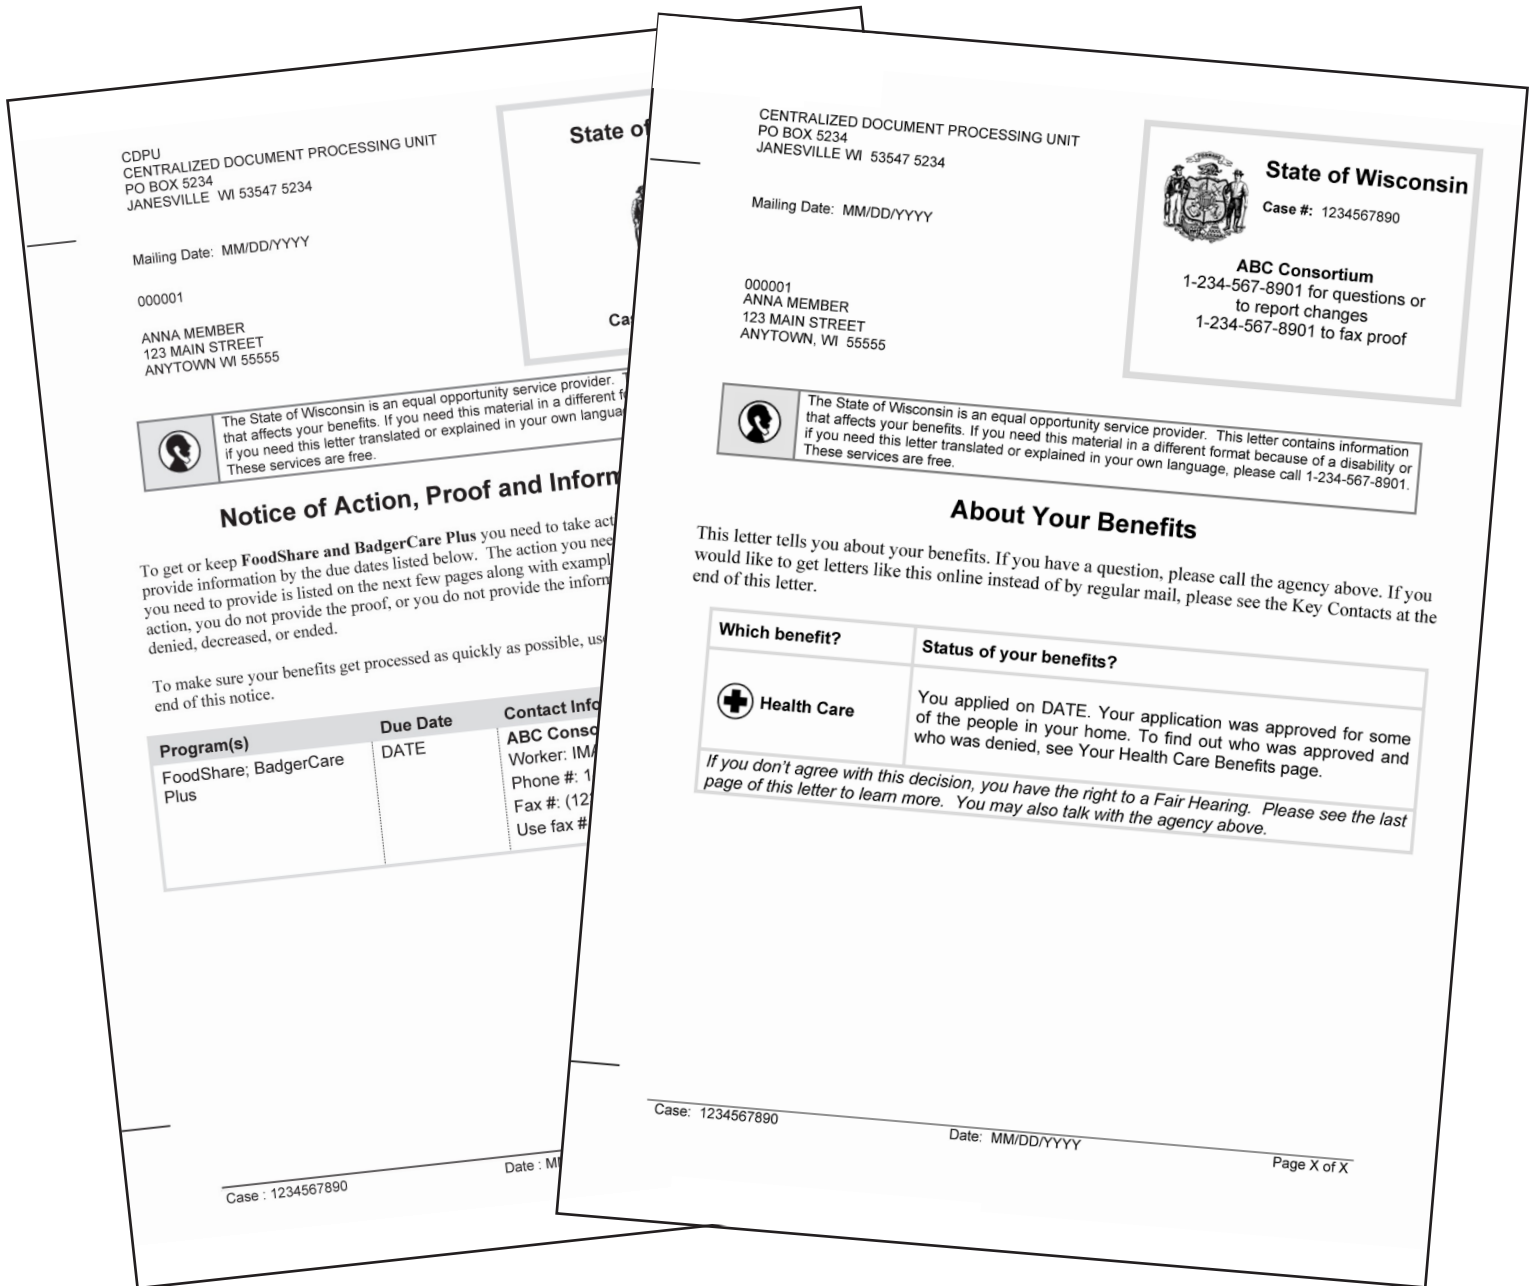 CDPU
CENTRALIZED DOCUMENT PROCESSING UNIT
PO BOX 5234
JANESVILLE WI 53547 5234
Mailing Date: MM/DD/YYYY
000001
ANNA MEMBER
123 MAIN STREET
ANYTOWN WI 55555
State of
The State of Wisconsin is an equal opportunity service provider.
that affects your benefits. If you need this material in a different
if you need this letter translated or explained in your own
These services are free.
Notice of Action, Proof and
To get or keep FoodShare and BadgerCare Plus you need to take
provide information by the due dates listed below. The action you
you need to provide is listed on the next few pages along with
action, you do not provide the proof, or you do not provide the
denied, decreased, or ended.
To make sure your benefits get processed as quickly as possible,
end of this notice.
Program(s) Due Date Contact
FoodShare; BadgerCare Plus DATE ABC
Worker:
Phone #: 1
Fax #: (12
Use fax #
Case : 1234567890 Date :
CENTRALIZED DOCUMENT PROCESSING UNIT
PO BOX 5234
JANESVILLE WI 53547 5234
Mailing Date: MM/DD/YYYY
000001
ANNA MEMBER
123 MAIN STREET
ANYTOWN, WI 55555
State of Wisconsin
Case #: 1234567890
ABC Consortium
1-234-567-8901 for questions or
to report changes
1-234-567-8901 to fax proof
The State of Wisconsin is an equal opportunity service provider. This letter contains information
that affects your benefits. If you need this material in a different format because of a disability or
if you need this letter translated or explained in your own language, please call 1-234-567-8901.
These services are free.
About Your Benefits
This letter tells you about your benefits. If you have a question, please call the agency above. If you
would like to get letters like this online instead of by regular mail, please see the Key Contacts at the
end of this letter.
Which benefit? Status of your benefits?
Health Care
You applied on DATE. Your application was approved for some
of the people in your home. To find out who was approved and
who was denied, see Your Health Care Benefits page.
If you don't agree with this decision, you have the right to a Fair Hearing. Please see the last
page of this letter to learn more. You may also talk with the agency above.
Case: 1234567890 Date: MM/DD/YYYY Page X of X